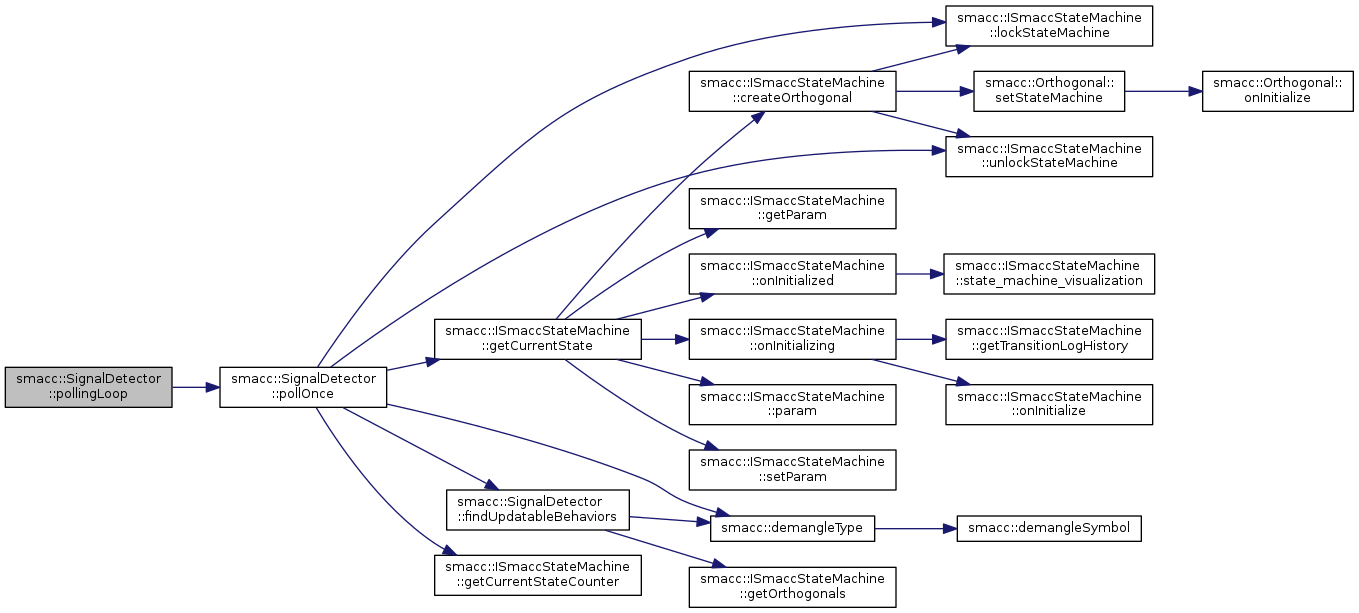 smacc::SignalDetector
::pollingLoop
smacc::SignalDetector
::pollOnce
smacc::ISmaccStateMachine
::getCurrentState
smacc::SignalDetector
::findUpdatableBehaviors
smacc::ISmaccStateMachine
::getCurrentStateCounter
smacc::ISmaccStateMachine
::createOrthogonal
smacc::ISmaccStateMachine
::getParam
smacc::ISmaccStateMachine
::onInitialized
smacc::ISmaccStateMachine
::onInitializing
smacc::ISmaccStateMachine
::param
smacc::ISmaccStateMachine
::setParam
smacc::demangleType
smacc::ISmaccStateMachine
::getOrthogonals
smacc::ISmaccStateMachine
::lockStateMachine
smacc::Orthogonal::
setStateMachine
smacc::ISmaccStateMachine
::unlockStateMachine
smacc::ISmaccStateMachine
::state_machine_visualization
smacc::ISmaccStateMachine
::getTransitionLogHistory
smacc::ISmaccStateMachine
::onInitialize
smacc::demangleSymbol
smacc::Orthogonal::
onInitialize